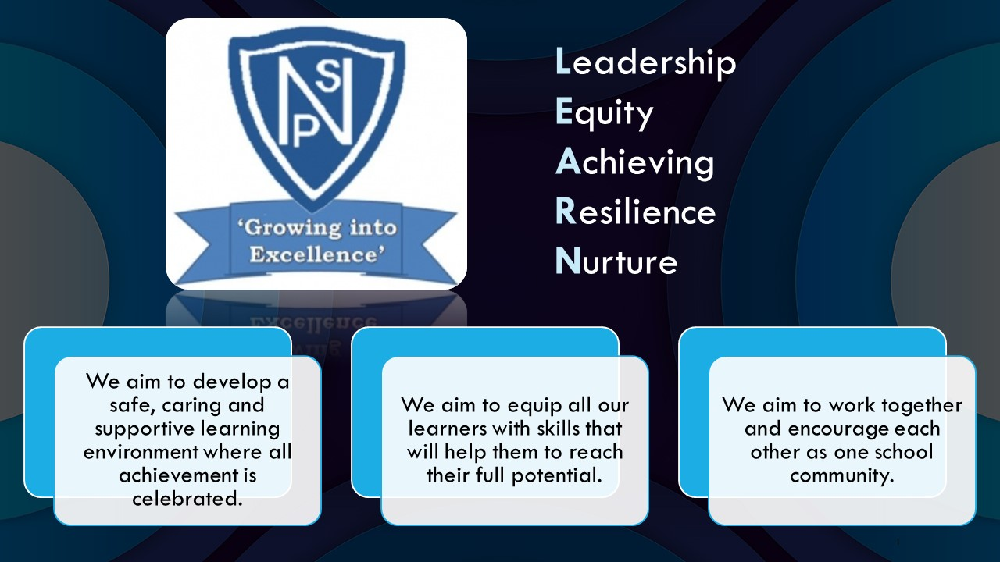 N
S
P
‘Growing into
Excellence’
Leadership
Equity
Achieving
Resilience
Nurture
We aim to develop a
safe, caring and
supportive learning
environment where all
achievement is
celebrated.
We aim to equip all our
learners with skills that
will help them to reach
their full potential.
We aim to work together
and encourage each
other as one school
community.